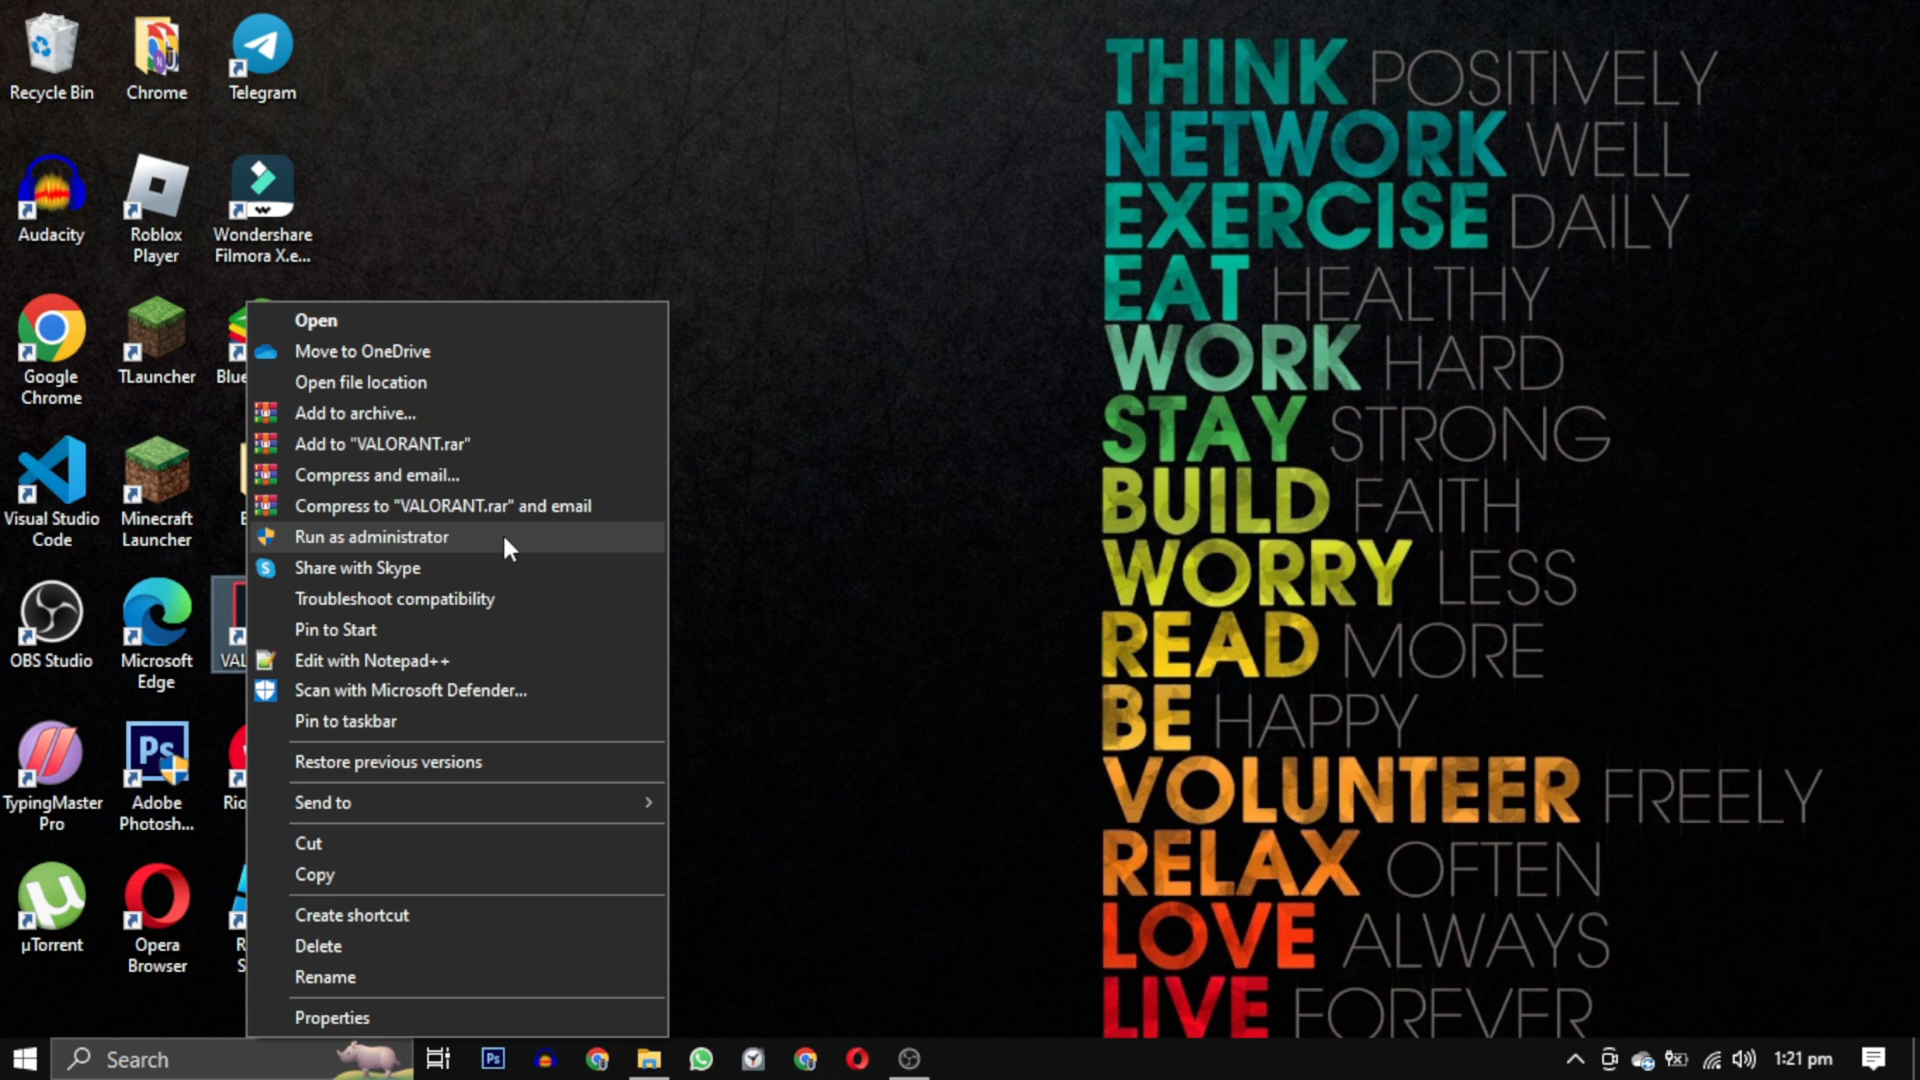 Recycle Bin
Chrome
Telegram
Audacity
Roblox
Player
Wondershare
Filmora X.e...
Google
Chrome
TLauncher
Visual Studio
Code
Minecraft
Launcher
OBS Studio
Microsoft
Edge
TypingMaster
Pro
Adobe
Photosh...
µTorrent
Opera
Browser
Open
Move to OneDrive
Open file location
Add to archive...
Add to "VALORANT.rar"
Compress and email...
Compress to "VALORANT.rar" and email
Run as administrator
Share with Skype
Troubleshoot compatibility
Pin to Start
Edit with Notepad++
Scan with Microsoft Defender...
Pin to taskbar
Restore previous versions
Send to
Cut
Copy
Create shortcut
Delete
Rename
Properties
THINK POSITIVELY
NETWORK WELL
EXERCISE DAILY
EAT HEALTHY
WORK HARD
STAY STRONG
BUILD FAITH
WORRY LESS
READ MORE
BE HAPPY
VOLUNTEER FREELY
RELAX OFTEN
LOVE ALWAYS
LIVE FOREVER
Search
Ps
1:21 pm